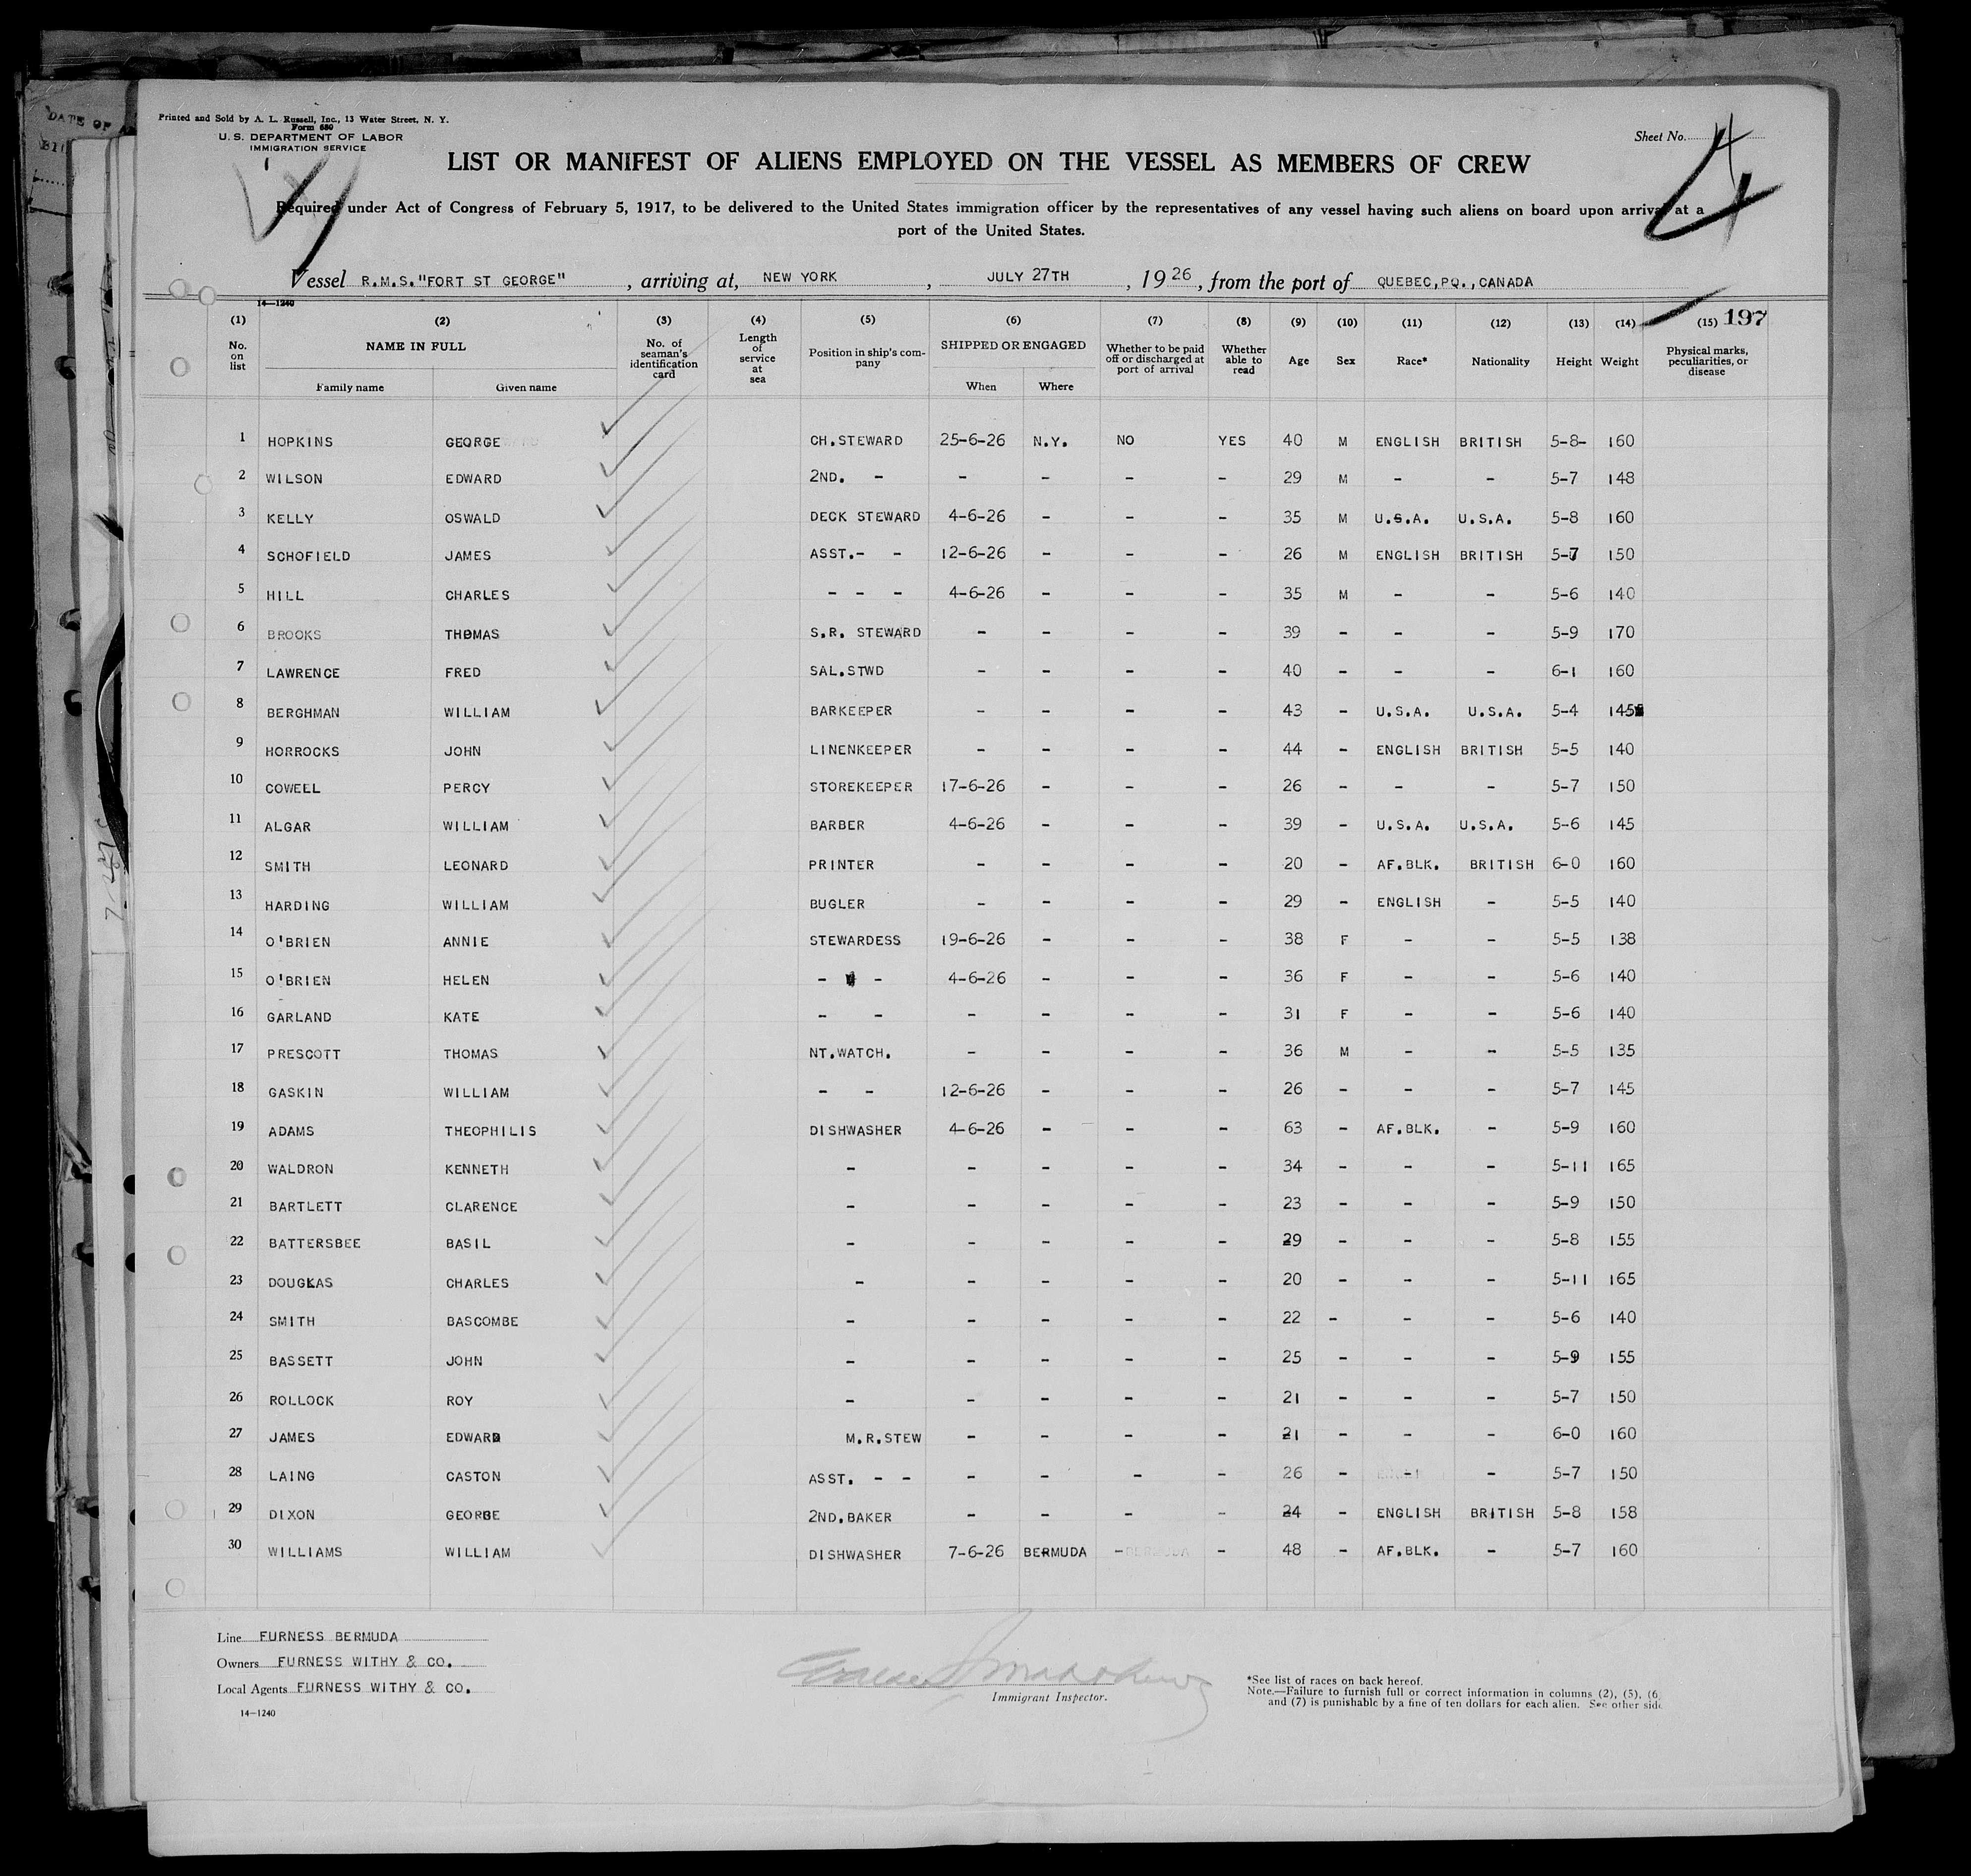 Printed and Sold by A. L. Russell, Inc., 13 Water Street, N. Y.
Form 680
U. S. DEPARTMENT OF LABOR
IMMIGRATION SERVICE
Sheet No. 4
4
LIST OR MANIFEST OF ALIENS EMPLOYED ON THE VESSEL AS MEMBERS OF CREW
Required under Act of Congress of February 5, 1917, to be delivered to the United States immigration officer by the representatives of any vessel having such aliens on board upon arrival at a
port of the United States.
Vessel R.M.S."FORT ST GEORGE", arriving at, NEW YORK, JULY 27TH, 1926, from the port of QUEBEC,PQ.,CANADA
14—1240
197
(1) (2) (3) (4) (5) (6) (7) (8) (9) (10) (11) (12) (13) (14) (15)
No. on list NAME IN FULL Family name Given name No. of seaman's identification card Length of service at sea Position in ship's company SHIPPED OR ENGAGED When Where Whether to be paid off or discharged at port of arrival Whether able to read Age Sex Race* Nationality Height Weight Physical marks, peculiarities, or disease
1 HOPKINS GEORGE CH.STEWARD 25-6-26 N.Y. NO YES 40 M ENGLISH BRITISH 5-8- 160
2 WILSON EDWARD 2ND. - - - - - 29 M - - 5-7 148
3 KELLY OSWALD DECK STEWARD 4-6-26 - - - 35 M U.S.A. U.S.A. 5-8 160
4 SCHOFIELD JAMES ASST.- - 12-6-26 - - - 26 M ENGLISH BRITISH 5-7 150
5 HILL CHARLES - - - 4-6-26 - - - 35 M - - 5-6 140
6 BROOKS THOMAS S.R. STEWARD - - - - 39 - - - 5-9 170
7 LAWRENCE FRED SAL.STWD - - - - 40 - - - 6-1 160
8 BERGHMAN WILLIAM BARKEEPER - - - - 43 - U.S.A. U.S.A. 5-4 145
9 HORROCKS JOHN LINENKEEPER - - - - 44 - ENGLISH BRITISH 5-5 140
10 COWELL PERCY STOREKEEPER 17-6-26 - - - 26 - - - 5-7 150
11 ALGAR WILLIAM BARBER 4-6-26 - - - 39 - U.S.A. U.S.A. 5-6 145
12 SMITH LEONARD PRINTER - - - - 20 - AF.BLK. BRITISH 6-0 160
13 HARDING WILLIAM BUGLER - - - - 29 - ENGLISH - 5-5 140
14 O'BRIEN ANNIE STEWARDESS 19-6-26 - - - 38 F - - 5-5 138
15 O'BRIEN HELEN - - 4-6-26 - - - 36 F - - 5-6 140
16 GARLAND KATE - - - - - - 31 F - - 5-6 140
17 PRESCOTT THOMAS NT.WATCH. - - - - 36 M - - 5-5 135
18 GASKIN WILLIAM - - 12-6-26 - - - 26 - - - 5-7 145
19 ADAMS THEOPHILIS DISHWASHER 4-6-26 - - - 63 - AF.BLK. - 5-9 160
20 WALDRON KENNETH - - - - - 34 - - - 5-11 165
21 BARTLETT CLARENCE - - - - - 23 - - - 5-9 150
22 BATTERSBEE BASIL - - - - - 29 - - - 5-8 155
23 DOUGLAS CHARLES - - - - - 20 - - - 5-11 165
24 SMITH BASCOMBE - - - - - 22 - - - 5-6 140
25 BASSETT JOHN - - - - - 25 - - - 5-9 155
26 ROLLOCK ROY - - - - - 21 - - - 5-7 150
27 JAMES EDWARD M.R.STEW - - - - 21 - - - 6-0 160
28 LAING CASTON ASST. - - - - - - 26 - - - 5-7 150
29 DIXON GEORGE 2ND.BAKER - - - - 24 - ENGLISH BRITISH 5-8 158
30 WILLIAMS WILLIAM DISHWASHER 7-6-26 BERMUDA - - 48 - AF.BLK. - 5-7 160
Line FURNESS BERMUDA
Owners FURNESS WITHY & CO.
Local Agents FURNESS WITHY & CO.
14—1240
Immigrant Inspector.
*See list of races on back hereof.
Note.—Failure to furnish full or correct information in columns (2), (5), (6)
and (7) is punishable by a fine of ten dollars for each alien. See other side